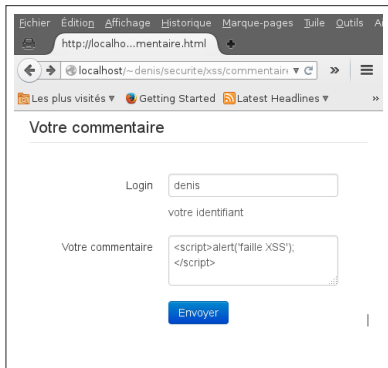 Fichier Édition Affichage Historique Marque-pages Tuile Outils
http://localho...mentaire.html
localhost/~denis/securite/xss/commentair
Les plus visités Getting Started Latest Headlines »
Votre commentaire
Login denis
votre identifiant
Votre commentaire <script>alert('faille XSS');
</script>
Envoyer